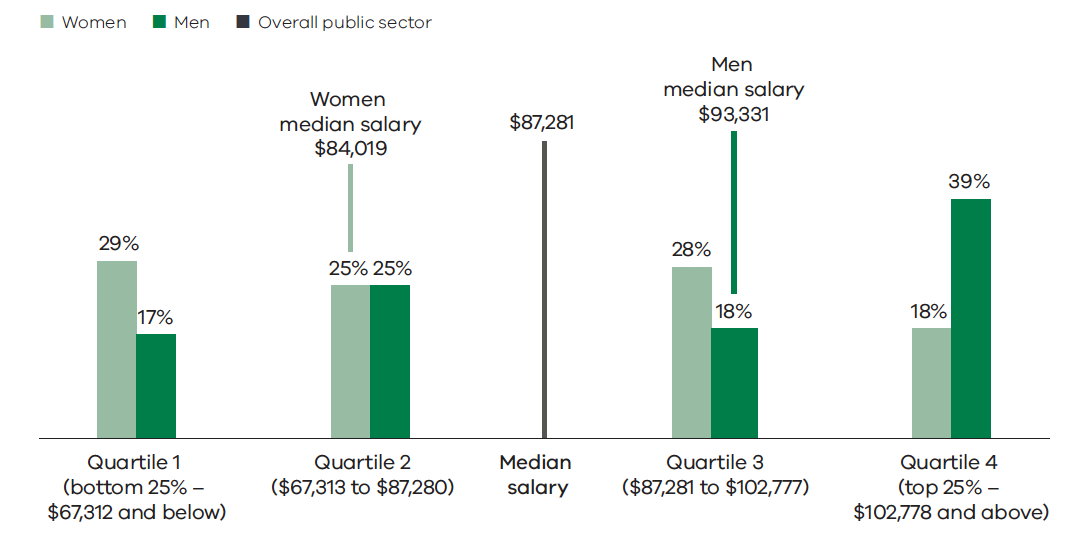 Women Men Overall public sector
Men
median salary
$93,331
Women
median salary
$84,019
$87,281
39%
29%
28%
25% 25%
17%
18%
18%
Quartile 1
(bottom 25% –
$67,312 and below)
Quartile 2
($67,313 to $87,280)
Median
salary
Quartile 3
($87,281 to $102,777)
Quartile 4
(top 25% –
$102,778 and above)